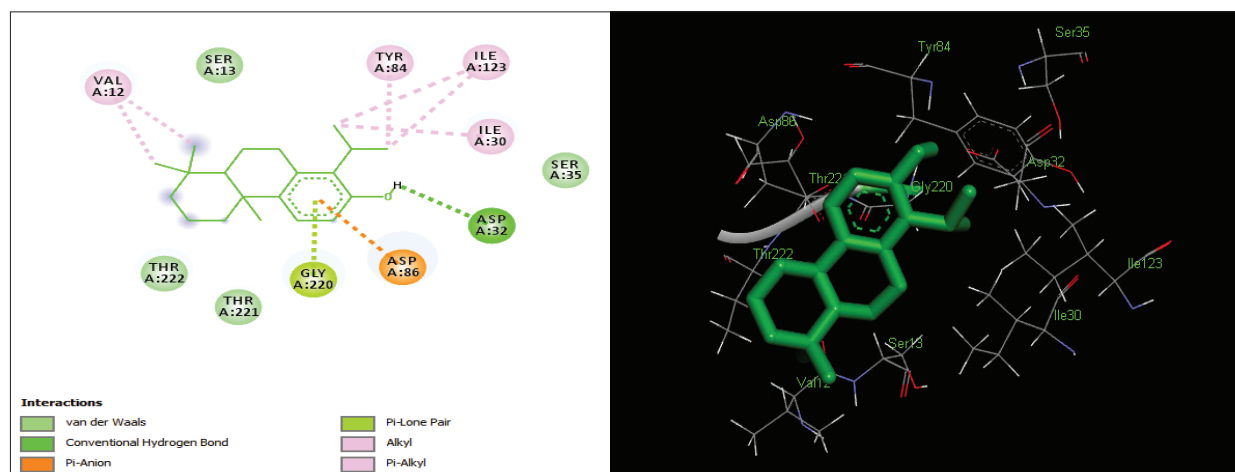 SER
A:13
VAL
A:12
TYR
A:84
ILE
A:123
ILE
A:30
SER
A:35
H
O
ASP
A:32
ASP
A:86
GLY
A:220
THR
A:222
THR
A:221
Interactions
van der Waals
Conventional Hydrogen Bond
Pi-Anion
Pi-Lone Pair
Alkyl
Pi-Alkyl
Ser35
Tyr84
Asp86
Asp32
Gly220
Thr222
Ile123
Ile30
Ser13